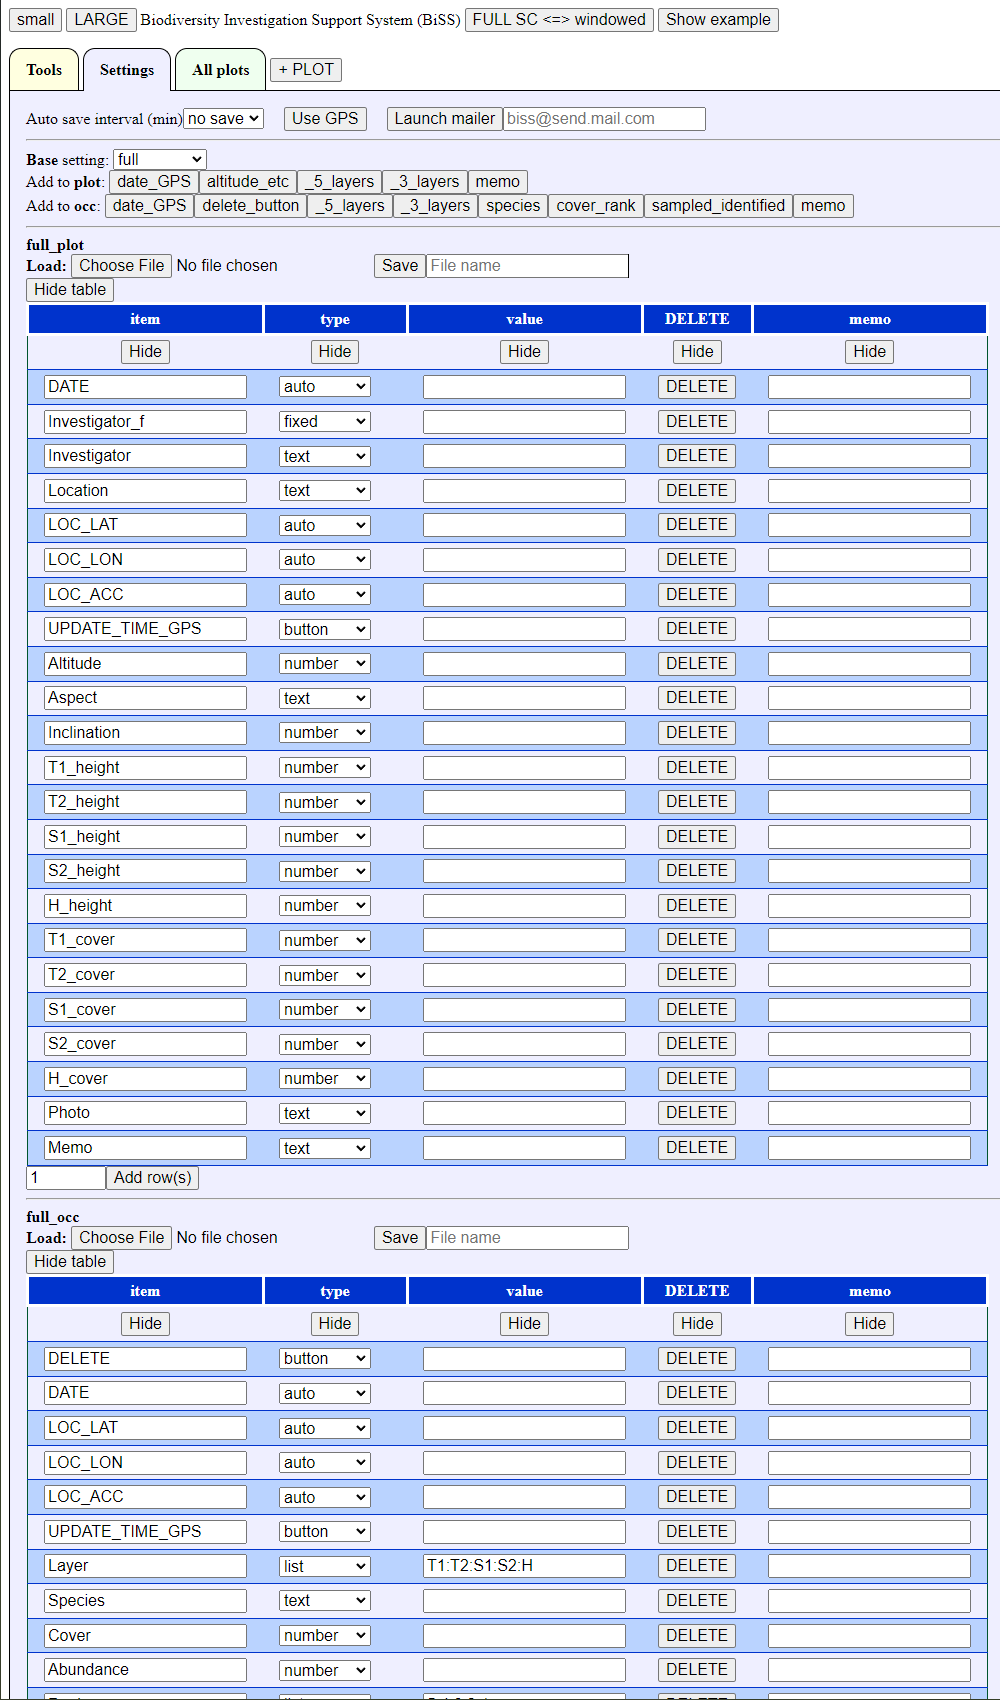 small LARGE Biodiversity Investigation Support System (BiSS) FULL SC <=> windowed Show example
Tools Settings All plots + PLOT
Auto save interval (min) no save Use GPS Launch mailer biss@send.mail.com
Base setting: full
Add to plot: date_GPS altitude_etc _5_layers _3_layers memo
Add to occ: date_GPS delete_button _5_layers _3_layers species cover_rank sampled_identified memo
full_plot
Load: Choose File No file chosen Save File name
Hide table
item type value DELETE memo
Hide Hide Hide Hide Hide
DATE auto DELETE
Investigator_f fixed DELETE
Investigator text DELETE
Location text DELETE
LOC_LAT auto DELETE
LOC_LON auto DELETE
LOC_ACC auto DELETE
UPDATE_TIME_GPS button DELETE
Altitude number DELETE
Aspect text DELETE
Inclination number DELETE
T1_height number DELETE
T2_height number DELETE
S1_height number DELETE
S2_height number DELETE
H_height number DELETE
T1_cover number DELETE
T2_cover number DELETE
S1_cover number DELETE
S2_cover number DELETE
H_cover number DELETE
Photo text DELETE
Memo text DELETE
1 Add row(s)
full_occ
Load: Choose File No file chosen Save File name
Hide table
item type value DELETE memo
Hide Hide Hide Hide Hide
DELETE button DELETE
DATE auto DELETE
LOC_LAT auto DELETE
LOC_LON auto DELETE
LOC_ACC auto DELETE
UPDATE_TIME_GPS button DELETE
Layer list T1:T2:S1:S2:H DELETE
Species text DELETE
Cover number DELETE
Abundance number DELETE